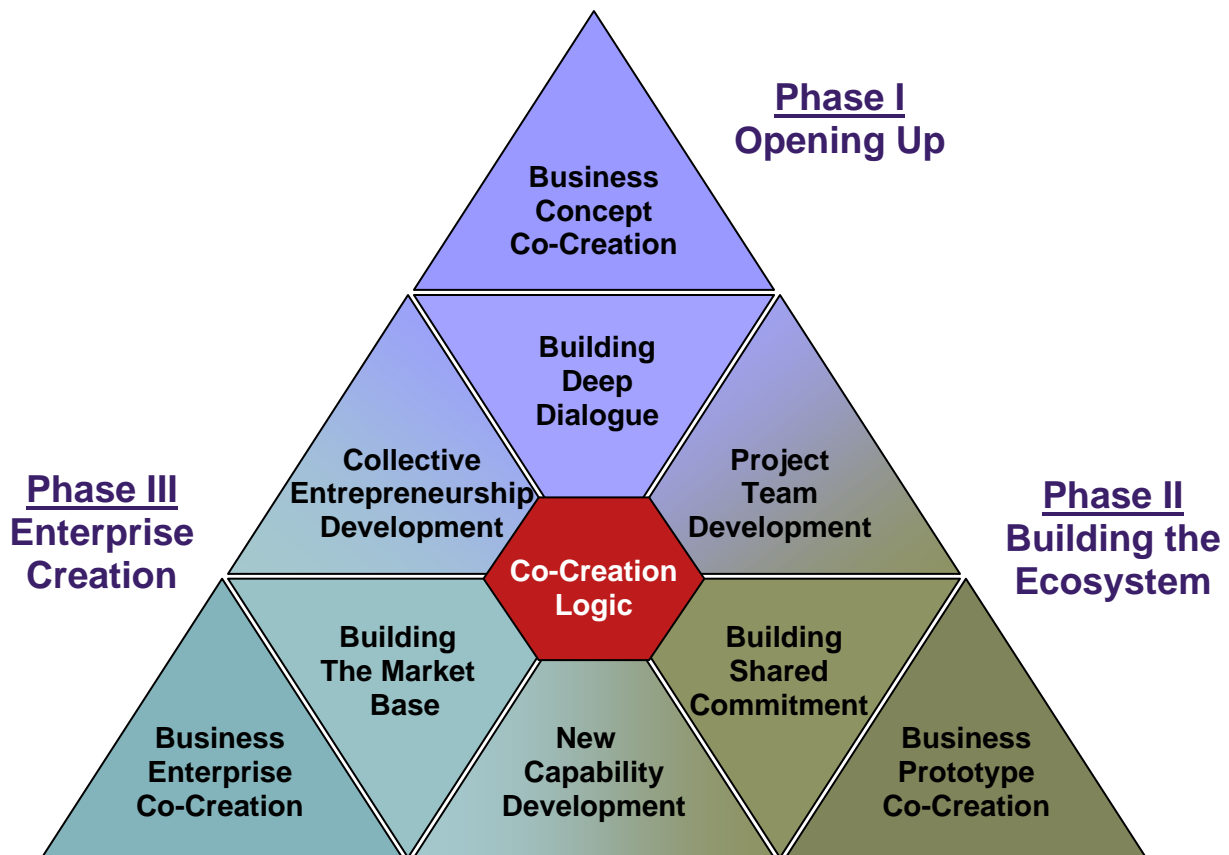 Phase I
Opening Up
Business
Concept
Co-Creation
Building
Deep
Dialogue
Collective
Entrepreneurship
Development
Project
Team
Development
Phase III
Enterprise
Creation
Phase II
Building the
Ecosystem
Co-Creation
Logic
Building
The Market
Base
Building
Shared
Commitment
Business
Enterprise
Co-Creation
New
Capability
Development
Business
Prototype
Co-Creation